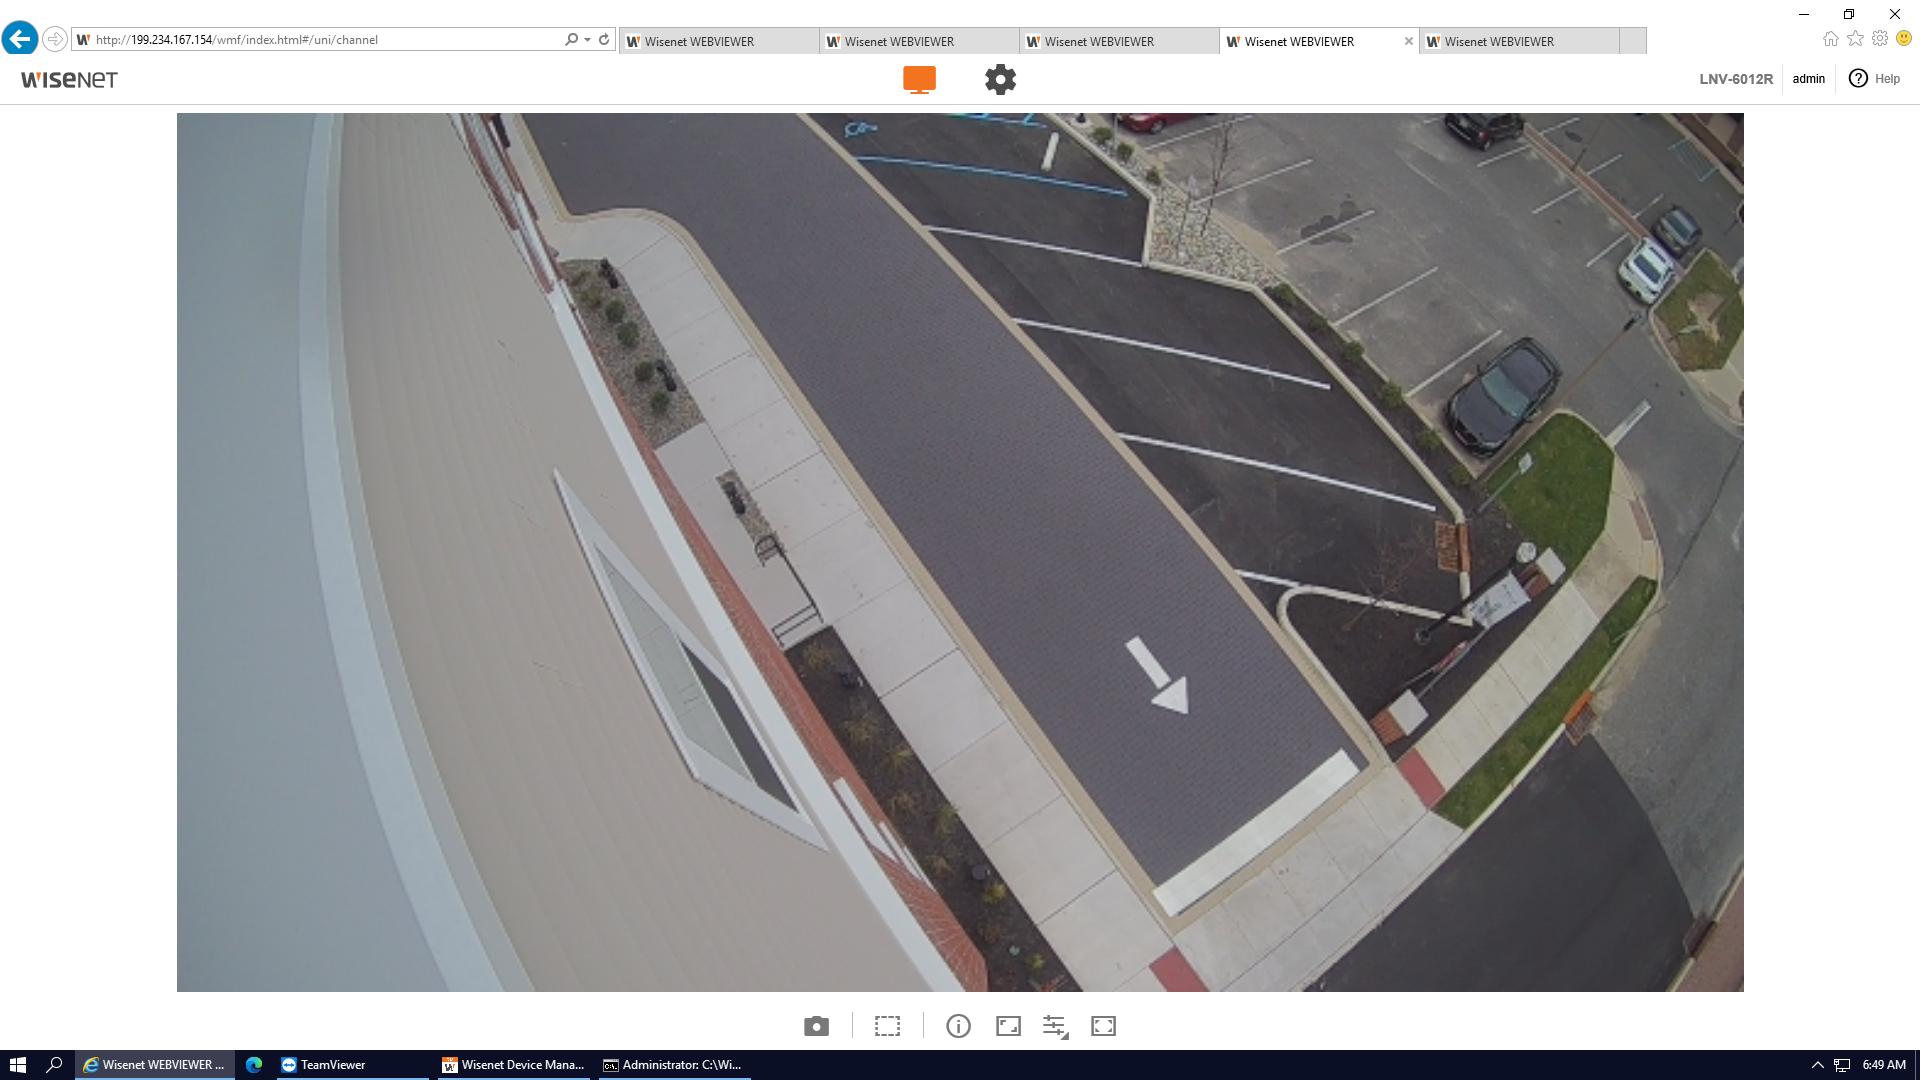 http://199.234.167.154/wmf/index.html#/uni/channel
Wisenet WEBVIEWER
Wisenet WEBVIEWER
Wisenet WEBVIEWER
Wisenet WEBVIEWER
Wisenet WEBVIEWER
WISENET
LNV-6012R
admin
Help
Wisenet WEBVIEWER ...
TeamViewer
Wisenet Device Mana...
Administrator: C:\Wi...
6:49 AM